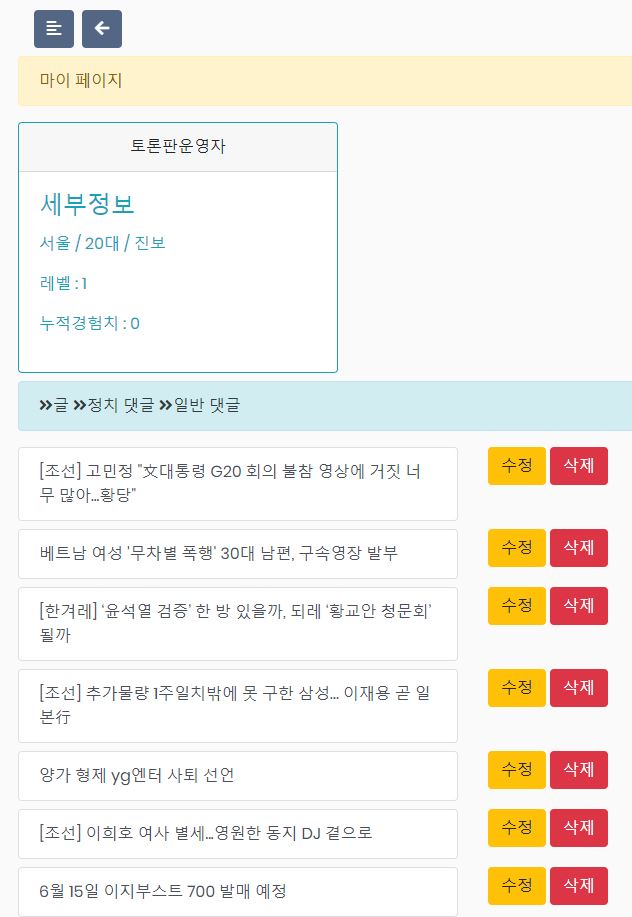 마이 페이지
토론판운영자
세부정보
서울 / 20대 / 진보
레벨 : 1
누적경험치 : 0
»글 »정치 댓글 »일반 댓글
[조선] 고민정 "文대통령 G20 회의 불참 영상에 거짓 너
무 많아…황당"
수정 삭제
베트남 여성 '무차별 폭행' 30대 남편, 구속영장 발부
수정 삭제
[한겨레] ‘윤석열 검증’ 한 방 있을까, 되레 ‘황교안 청문회’
될까
수정 삭제
[조선] 추가물량 1주일치밖에 못 구한 삼성... 이재용 곧 일
본行
수정 삭제
양가 형제 yg엔터 사퇴 선언
수정 삭제
[조선] 이희호 여사 별세…영원한 동지 DJ 곁으로
수정 삭제
6월 15일 이지부스트 700 발매 예정
수정 삭제